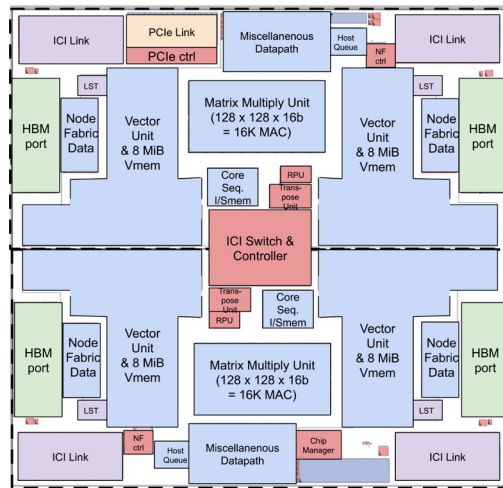 ICI Link
PCIe Link
PCIe ctrl
Miscellaneous
Datapath
Host
Queue
NF
ctrl
ICI Link
LST
LST
HBM
port
Node
Fabric
Data
Vector
Unit
& 8 MiB
Vmem
Matrix Multiply Unit
(128 x 128 x 16b
= 16K MAC)
Vector
Unit
& 8 MiB
Vmem
Node
Fabric
Data
HBM
port
Core
Seq.
I/Smem
RPU
Trans-
pose
Unit
ICI Switch &
Controller
Trans-
pose
Unit
RPU
Core
Seq.
I/Smem
HBM
port
Node
Fabric
Data
Vector
Unit
& 8 MiB
Vmem
Matrix Multiply Unit
(128 x 128 x 16b
= 16K MAC)
Vector
Unit
& 8 MiB
Vmem
Node
Fabric
Data
HBM
port
LST
LST
ICI Link
NF
ctrl
Host
Queue
Miscellaneous
Datapath
Chip
Manager
ICI Link